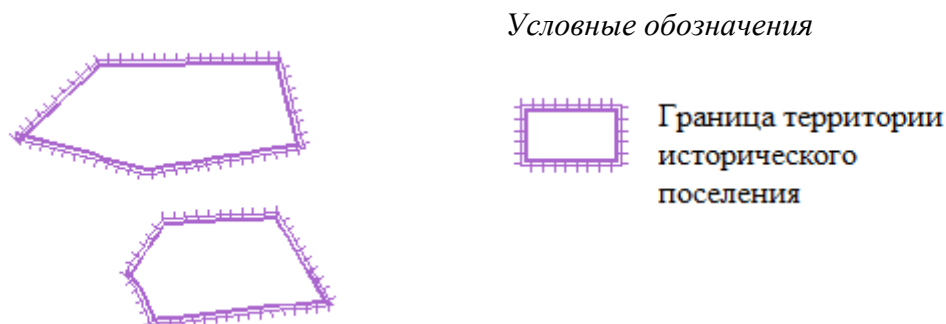 Условные обозначения
Граница территории
исторического
поселения